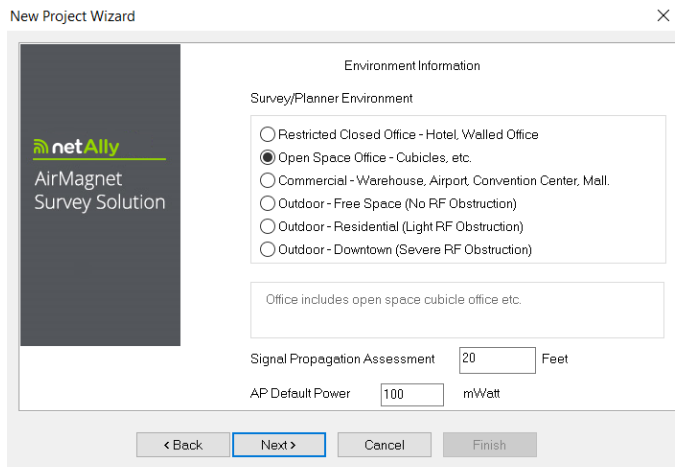 New Project Wizard
netAlly
AirMagnet
Survey Solution
Environment Information
Survey/Planner Environment
Restricted Closed Office - Hotel, Walled Office
Open Space Office - Cubicles, etc.
Commercial - Warehouse, Airport, Convention Center, Mall.
Outdoor - Free Space (No RF Obstruction)
Outdoor - Residential (Light RF Obstruction)
Outdoor - Downtown (Severe RF Obstruction)
Office includes open space cubicle office etc.
Signal Propagation Assessment 20 Feet
AP Default Power 100 mWatt
< Back Next > Cancel Finish